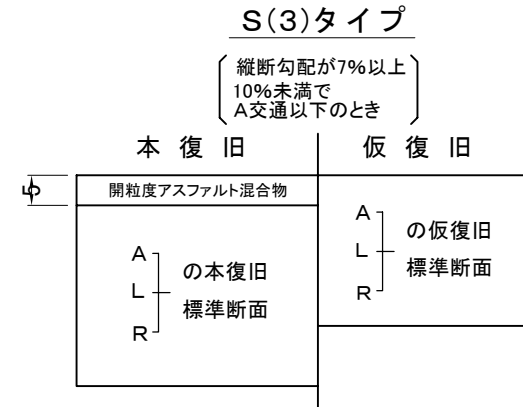 S(3)タイプ
縦断勾配が7%以上
10%未満で
A交通以下のとき
本復旧
仮復旧
5
開粒度アスファルト混合物
A
L
R
の本復旧
標準断面
A
L
R
の仮復旧
標準断面